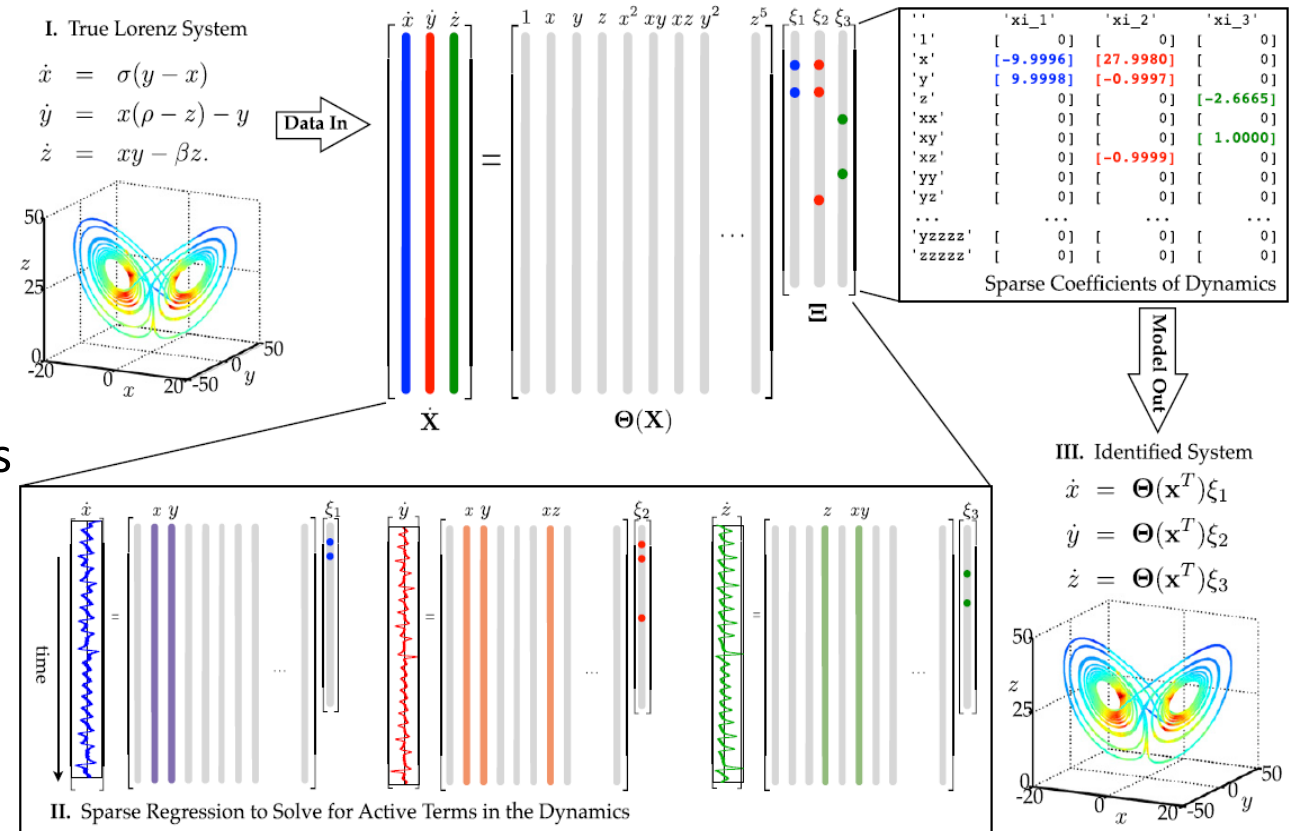 I. True Lorenz System
ẋ = σ(y − x)
ẏ = x(ρ − z) − y
ż = xy − βz.
Data In
50
z
25
0
-20
0
x
20
-50
0
y
50
ẋ ẏ ż
=
1 x y z x² xy xz y² z⁵
...
ξ₁ ξ₂ ξ₃
Ẋ
Θ(X)
Ξ
'' 'xi_1' 'xi_2' 'xi_3'
'1' [ 0] [ 0] [ 0]
'x' [-9.9996] [27.9980] [ 0]
'y' [ 9.9998] [-0.9997] [ 0]
'z' [ 0] [ 0] [-2.6665]
'xx' [ 0] [ 0] [ 0]
'xy' [ 0] [ 0] [ 1.0000]
'xz' [ 0] [-0.9999] [ 0]
'yy' [ 0] [ 0] [ 0]
'yz' [ 0] [ 0] [ 0]
... ... ... ...
'yzzzz' [ 0] [ 0] [ 0]
'zzzzz' [ 0] [ 0] [ 0]
Sparse Coefficients of Dynamics
Model Out
s
time
ẋ
=
x y
...
ξ₁
ẏ
=
x y xz
...
ξ₂
ż
=
z xy
...
ξ₃
II. Sparse Regression to Solve for Active Terms in the Dynamics
III. Identified System
ẋ = Θ(xᵀ)ξ₁
ẏ = Θ(xᵀ)ξ₂
ż = Θ(xᵀ)ξ₃
50
z
25
0
-20
0
x
20
-50
0
y
50